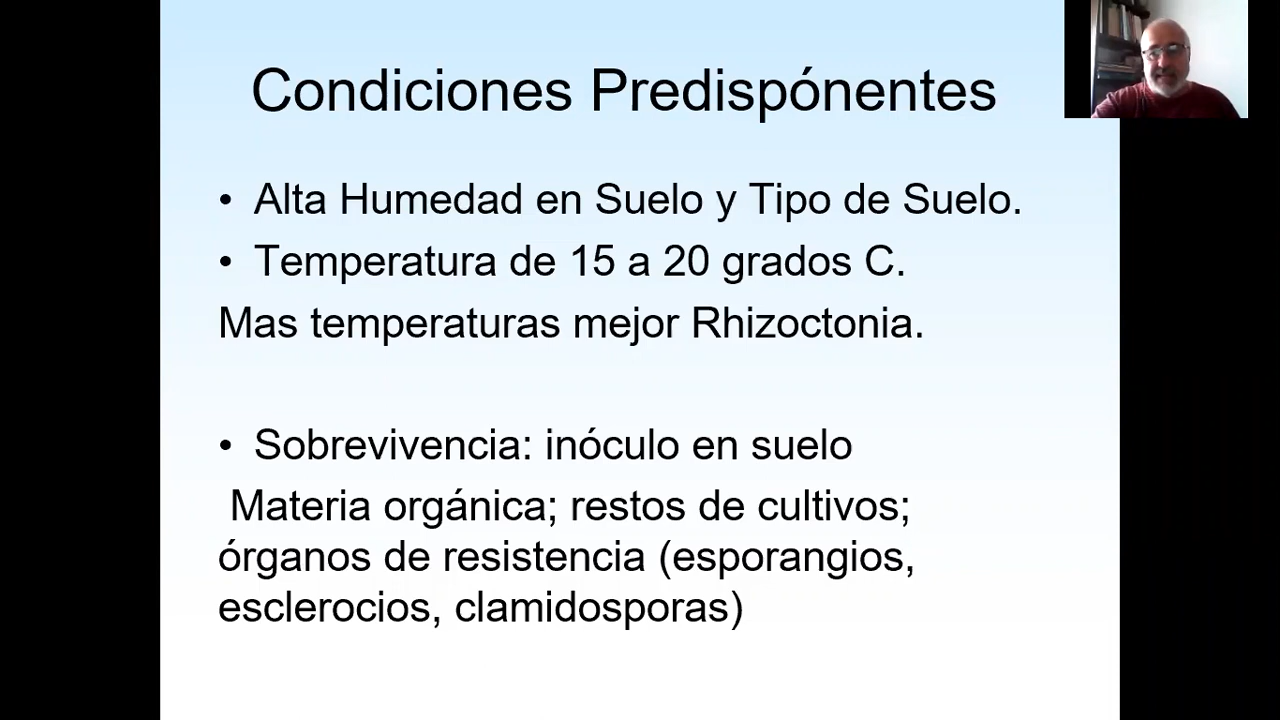 Condiciones Predispónentes
• Alta Humedad en Suelo y Tipo de Suelo.
• Temperatura de 15 a 20 grados C.
Mas temperaturas mejor Rhizoctonia.
• Sobrevivencia: inóculo en suelo
Materia orgánica; restos de cultivos;
órganos de resistencia (esporangios,
esclerocios, clamidosporas)